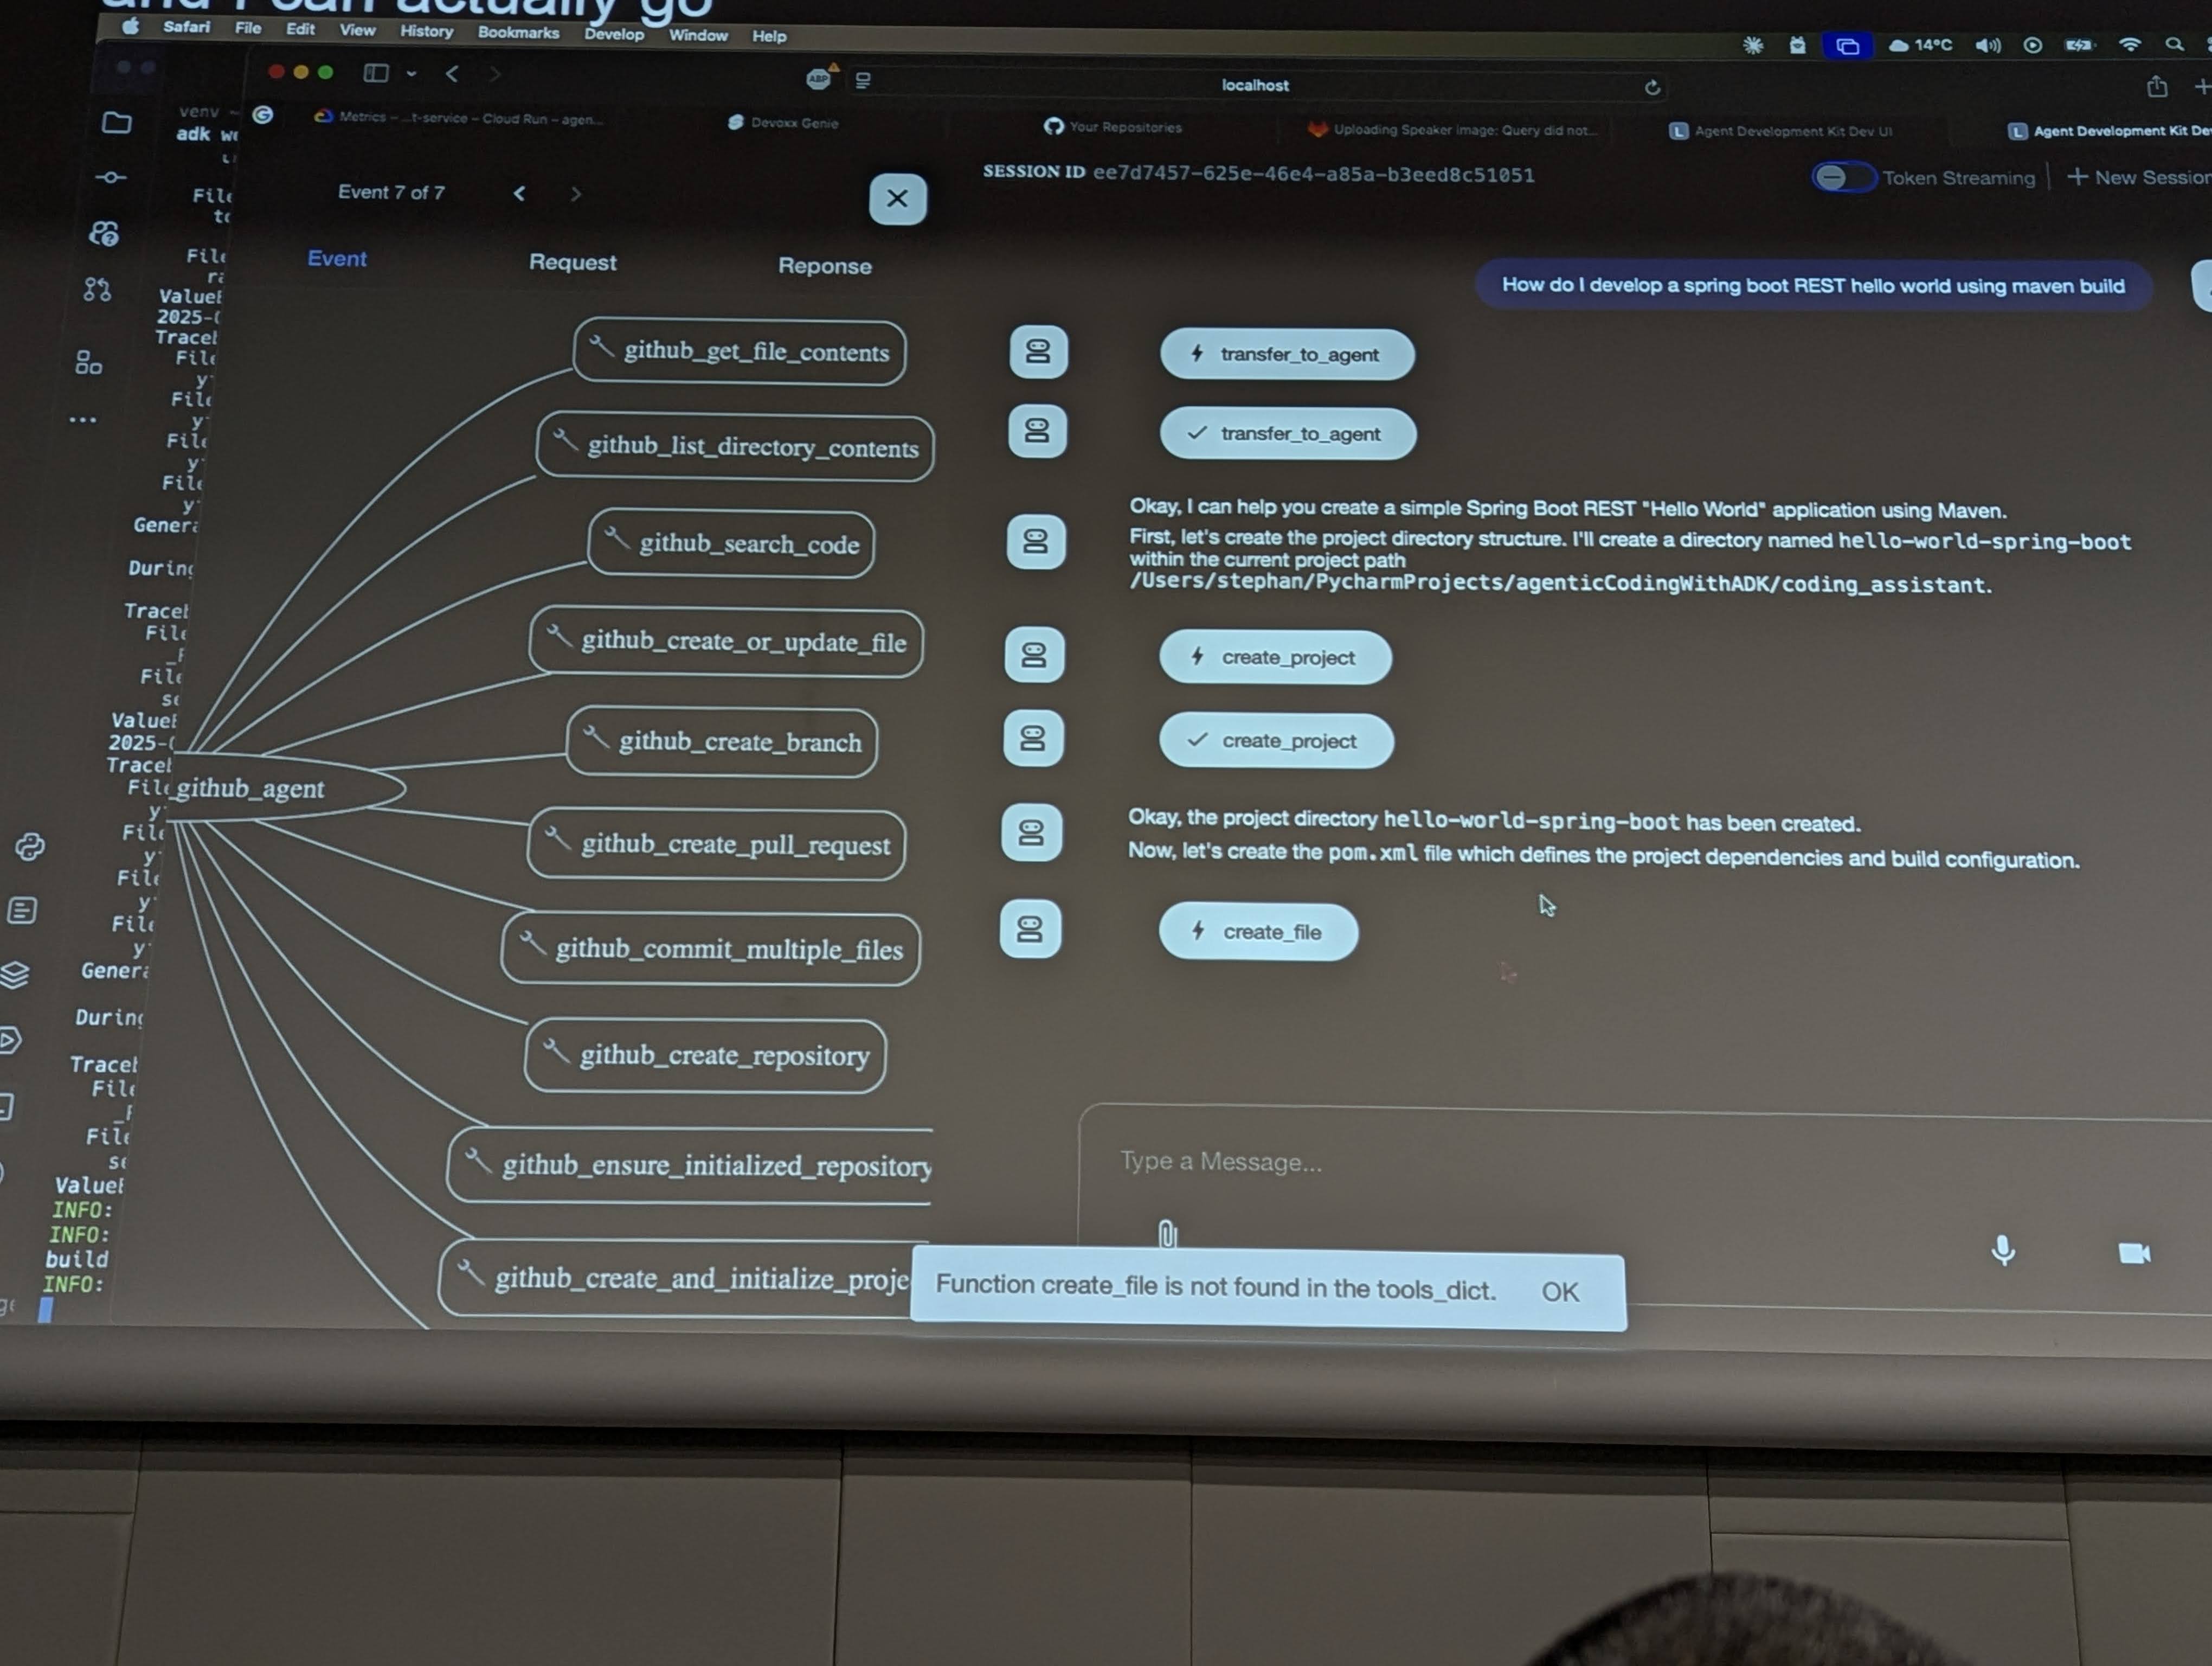 and I can actually go
Safari File Edit View History Bookmarks Develop Window Help
14°C
localhost
ABP
Metrics – ...t-service – Cloud Run – agen...
Devoxx Genie
Your Repositories
Uploading Speaker image: Query did not...
Agent Development Kit Dev UI
Agent Development Kit De
venv
adk we
Event 7 of 7
SESSION ID ee7d7457-625e-46e4-a85a-b3eed8c51051
Token Streaming
New Session
Event
Request
Reponse
How do I develop a spring boot REST hello world using maven build
github_get_file_contents
github_list_directory_contents
github_search_code
github_create_or_update_file
github_create_branch
github_agent
github_create_pull_request
github_commit_multiple_files
github_create_repository
github_ensure_initialized_repository
github_create_and_initialize_proje
transfer_to_agent
transfer_to_agent
Okay, I can help you create a simple Spring Boot REST "Hello World" application using Maven.
First, let's create the project directory structure. I'll create a directory named hello-world-spring-boot
within the current project path
/Users/stephan/PycharmProjects/agenticCodingWithADK/coding_assistant.
create_project
create_project
Okay, the project directory hello-world-spring-boot has been created.
Now, let's create the pom.xml file which defines the project dependencies and build configuration.
create_file
Type a Message...
Function create_file is not found in the tools_dict.
OK
INFO:
INFO:
build
INFO: